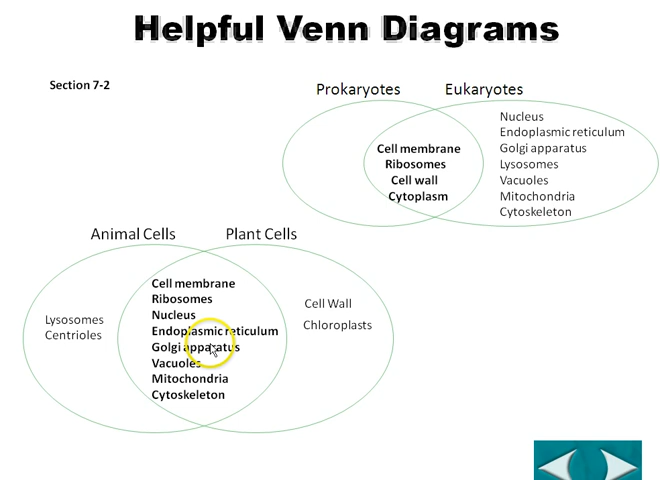 Helpful Venn Diagrams
Section 7-2
Prokaryotes
Eukaryotes
Cell membrane
Ribosomes
Cell wall
Cytoplasm
Nucleus
Endoplasmic reticulum
Golgi apparatus
Lysosomes
Vacuoles
Mitochondria
Cytoskeleton
Animal Cells
Plant Cells
Lysosomes
Centrioles
Cell membrane
Ribosomes
Nucleus
Endoplasmic reticulum
Golgi apparatus
Vacuoles
Mitochondria
Cytoskeleton
Cell Wall
Chloroplasts